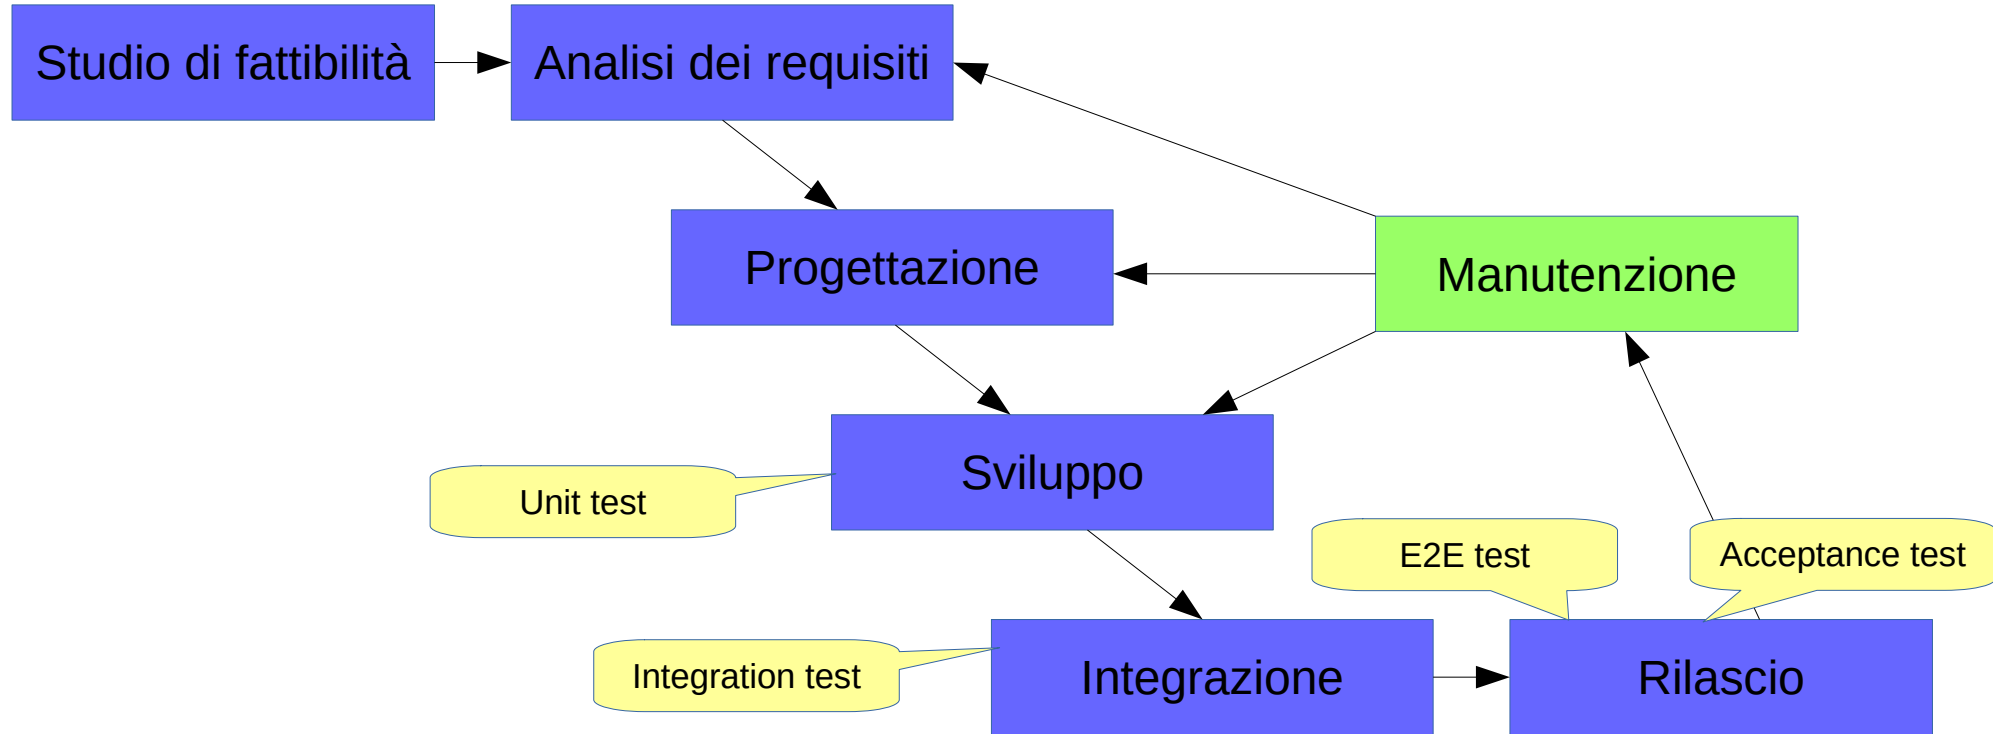 Studio di fattibilità
Analisi dei requisiti
Progettazione
Manutenzione
Sviluppo
Unit test
E2E test
Acceptance test
Integration test
Integrazione
Rilascio